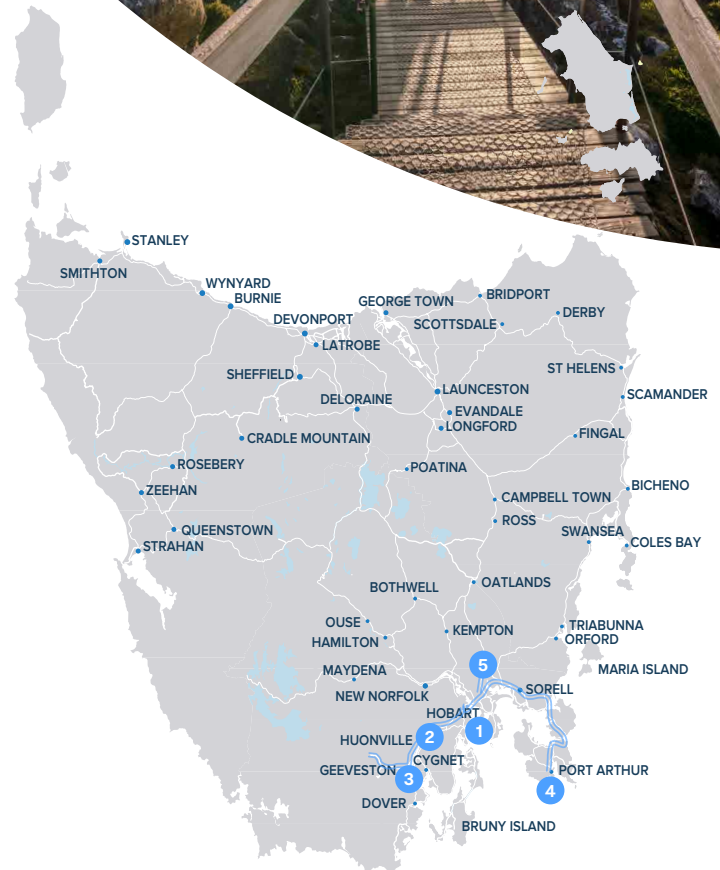 STANLEY
SMITHTON
WYNYARD
BURNIE
GEORGE TOWN
BRIDPORT
DERBY
DEVONPORT
SCOTTSDALE
LATROBE
ST HELENS
SHEFFIELD
LAUNCESTON
SCAMANDER
DELORAINE
EVANDALE
LONGFORD
FINGAL
CRADLE MOUNTAIN
ROSEBERY
POATINA
ZEEHAN
BICHENO
CAMPBELL TOWN
ROSS
QUEENSTOWN
SWANSEA
STRAHAN
COLES BAY
BOTHWELL
OATLANDS
OUSE
KEMPTON
TRIABUNNA
HAMILTON
ORFORD
5
MAYDENA
MARIA ISLAND
NEW NORFOLK
SORELL
HOBART
1
HUONVILLE
2
CYGNET
GEEVESTON
3
PORT ARTHUR
4
DOVER
BRUNY ISLAND